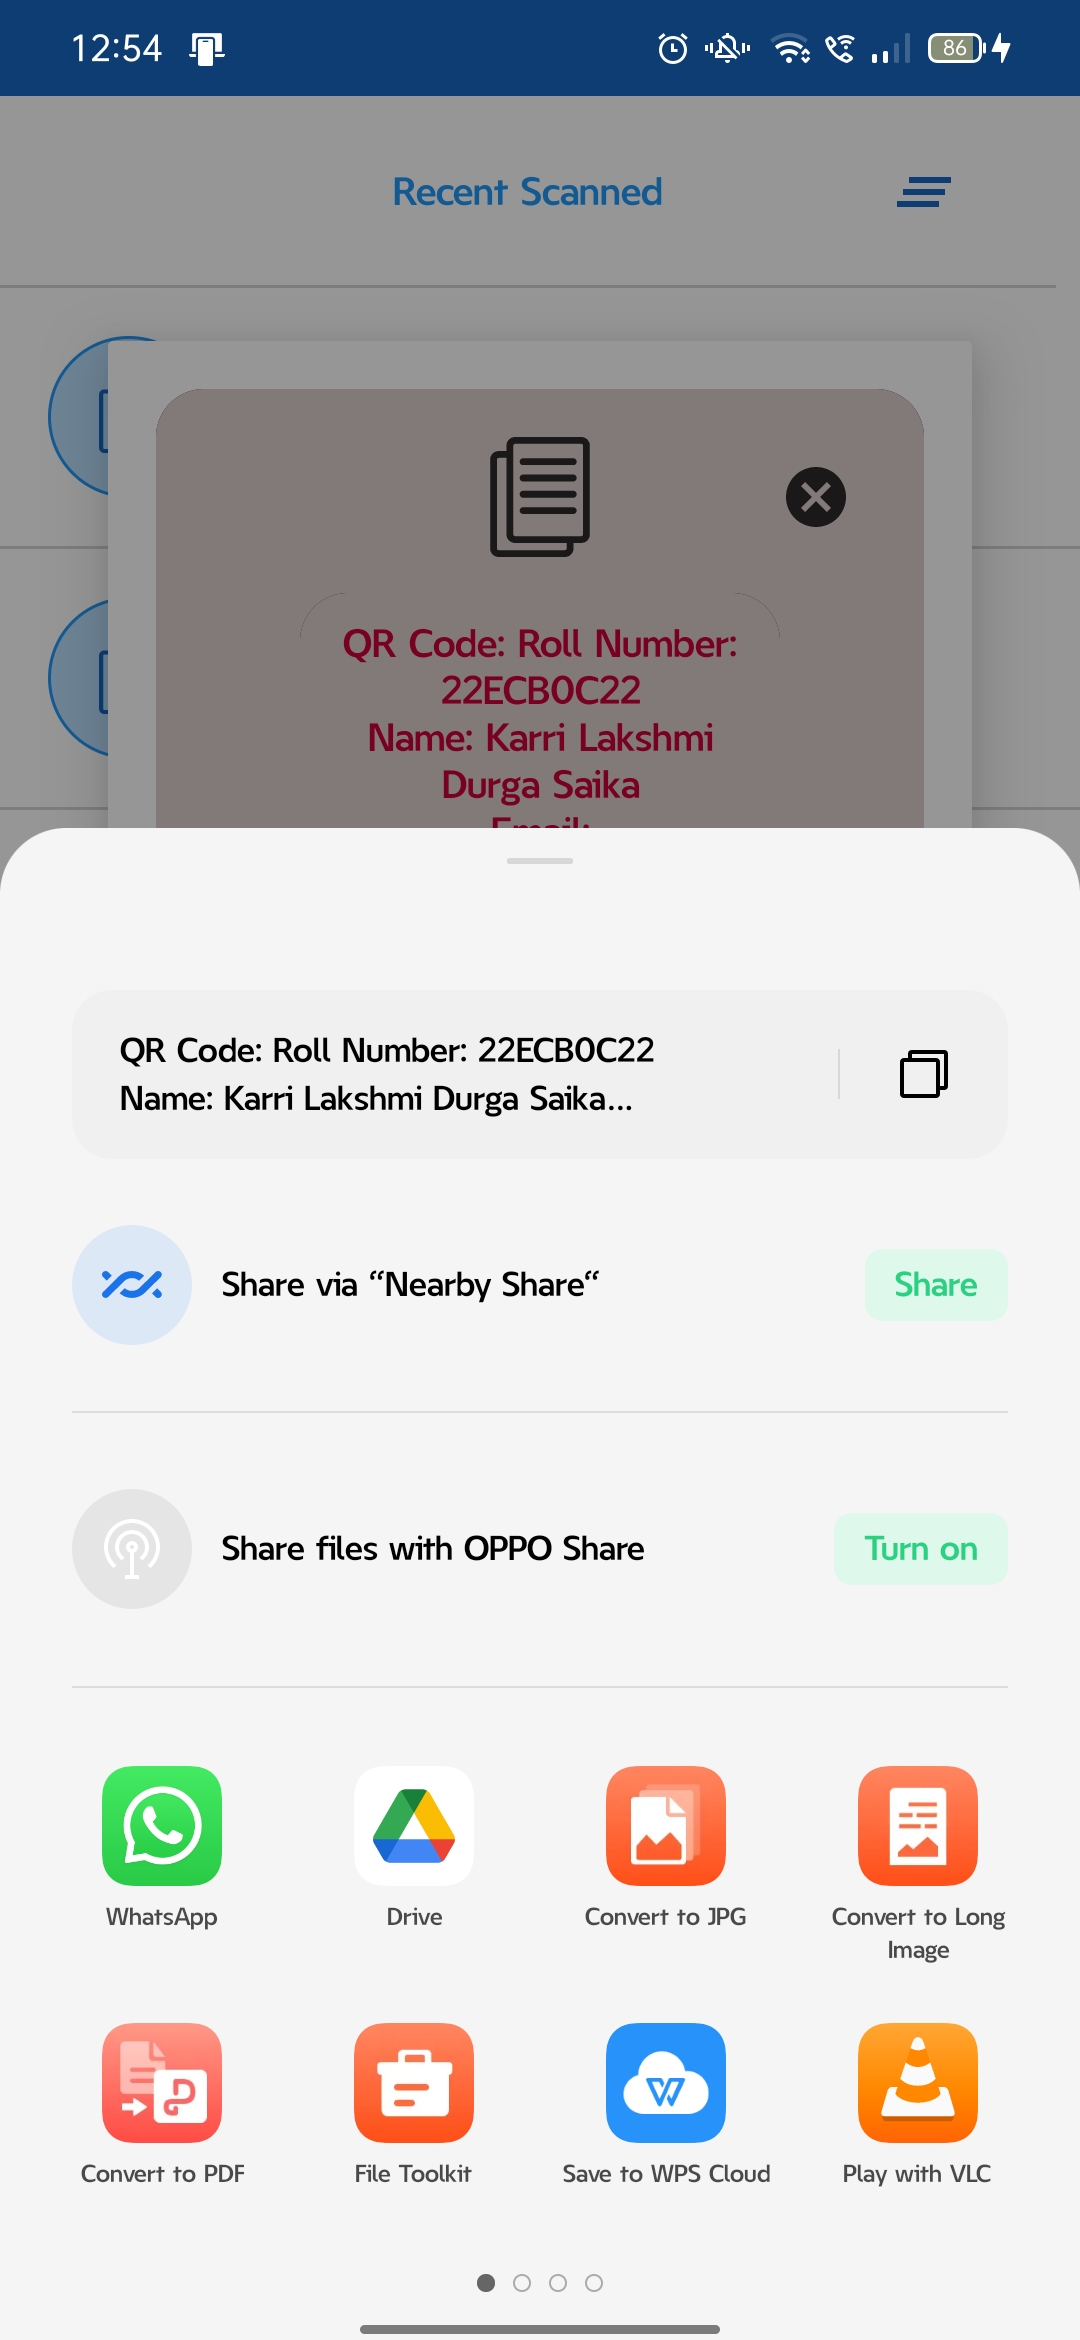 12:54
86
Recent Scanned
QR Code: Roll Number:
22ECB0C22
Name: Karri Lakshmi
Durga Saika
Email:
QR Code: Roll Number: 22ECB0C22
Name: Karri Lakshmi Durga Saika...
Share via “Nearby Share“
Share
Share files with OPPO Share
Turn on
WhatsApp
Drive
Convert to JPG
Convert to Long
Image
Convert to PDF
File Toolkit
Save to WPS Cloud
Play with VLC